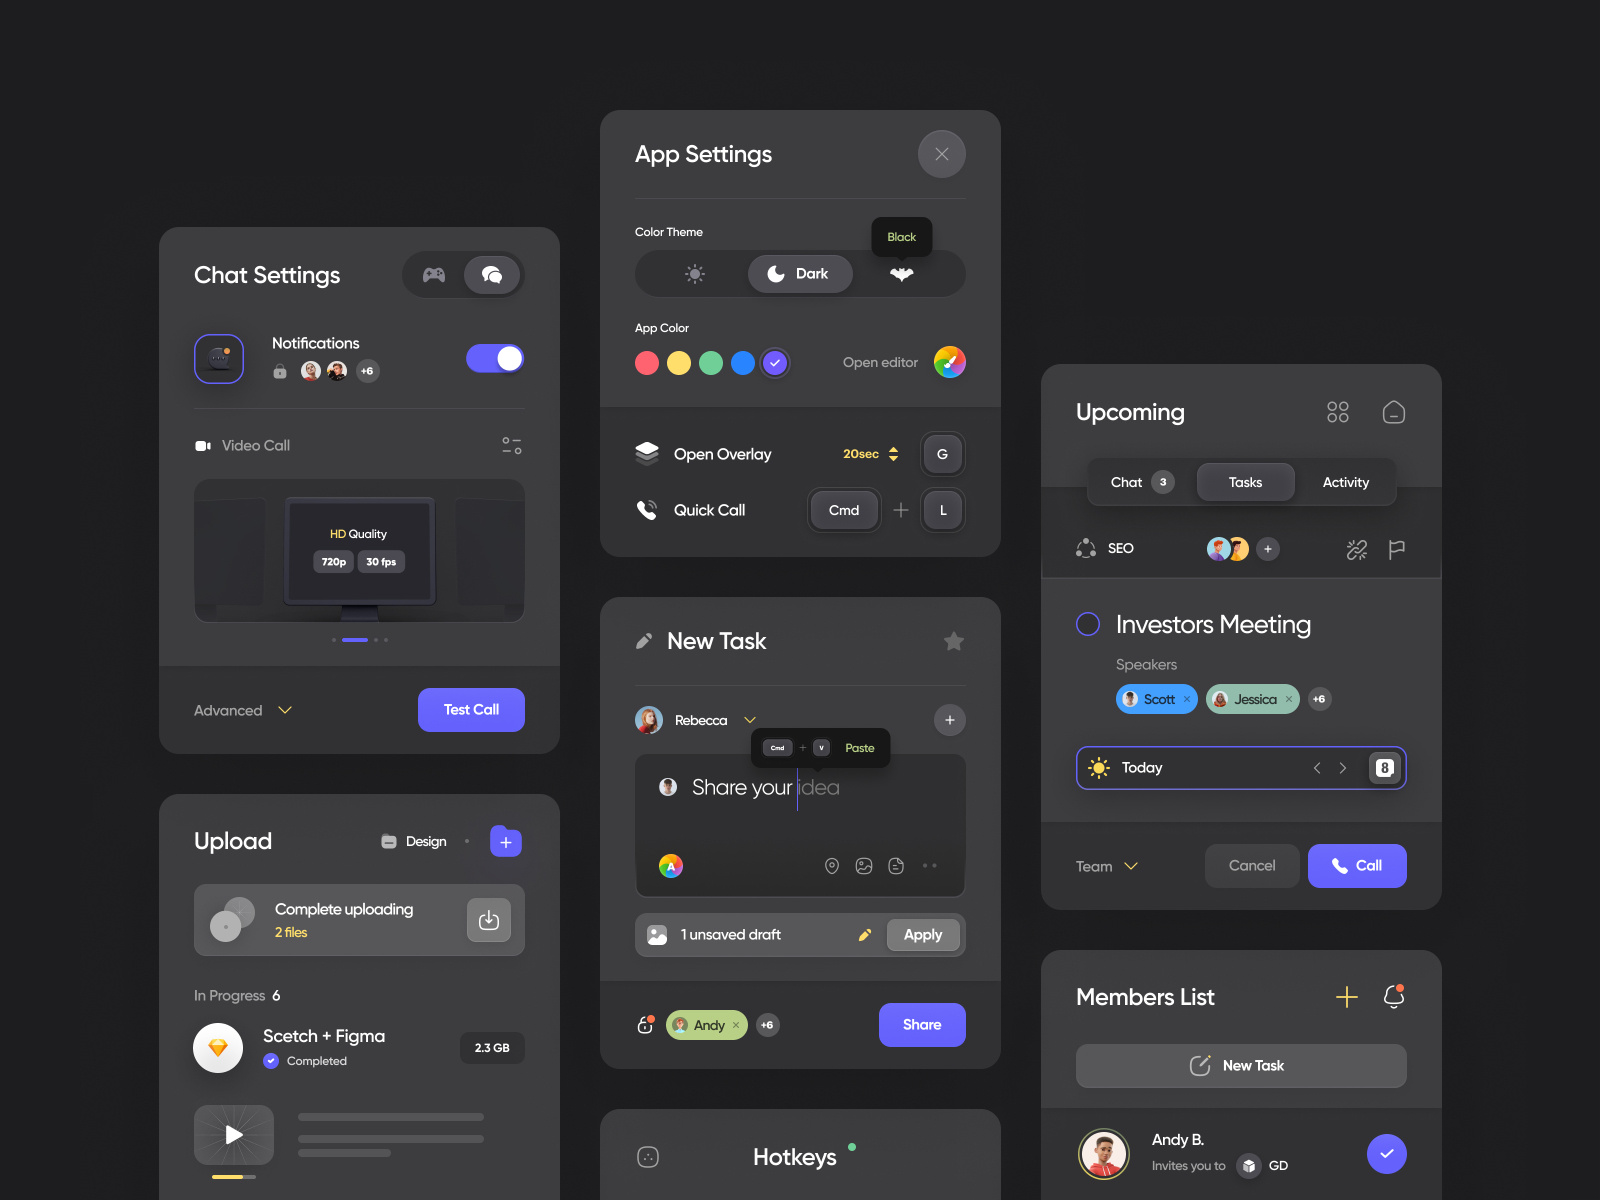 Chat Settings
Notifications
+6
Video Call
HD Quality
720p 30 fps
Advanced
Test Call
Upload
Design
Complete uploading
2 files
In Progress 6
Scetch + Figma
Completed
2.3 GB
App Settings
Color Theme
Black
Dark
App Color
Open editor
Open Overlay
20sec
G
Quick Call
Cmd + L
New Task
Rebecca
+
Cmd + V Paste
Share your idea
A
1 unsaved draft
Apply
Andy ×
+6
Share
Hotkeys
Upcoming
Chat 3
Tasks
Activity
SEO
+
Investors Meeting
Speakers
Scott ×
Jessica ×
+6
Today
8
Team
Cancel
Call
Members List
New Task
Andy B.
Invites you to GD